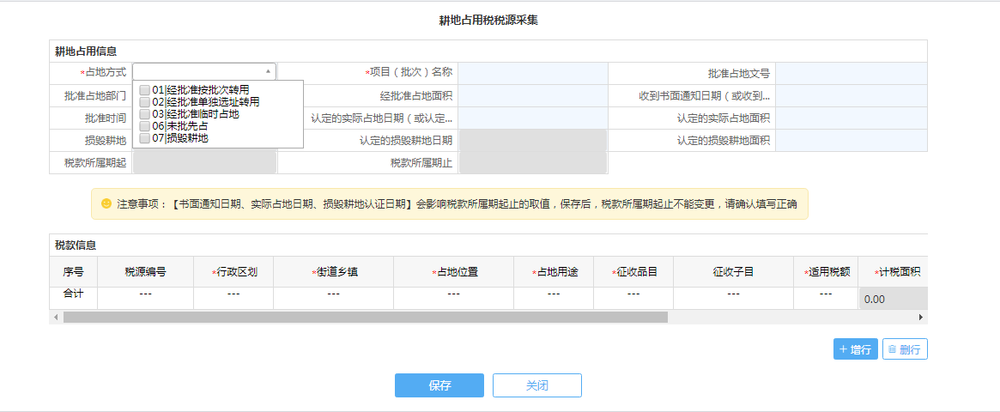 耕地占用税税源采集
耕地占用信息
*占地方式
*项目（批次）名称
批准占地文号
批准占地部门
01|经批准按批次转用
02|经批准单独选址转用
03|经批准临时占地
06|未批先占
07|损毁耕地
经批准占地面积
收到书面通知日期（或收到...
批准时间
认定的实际占地日期（或认定...
认定的实际占地面积
损毁耕地
认定的损毁耕地日期
认定的损毁耕地面积
税款所属期起
税款所属期止
注意事项：【书面通知日期、实际占地日期、损毁耕地认证日期】会影响税款所属期起止的取值，保存后，税款所属期起止不能变更，请确认填写正确
税款信息
序号 税源编号 *行政区划 *街道乡镇 *占地位置 *占地用途 *征收品目 征收子目 *适用税额 *计税面积
合计 --- --- --- --- --- --- --- --- 0.00
增行 删行
保存 关闭